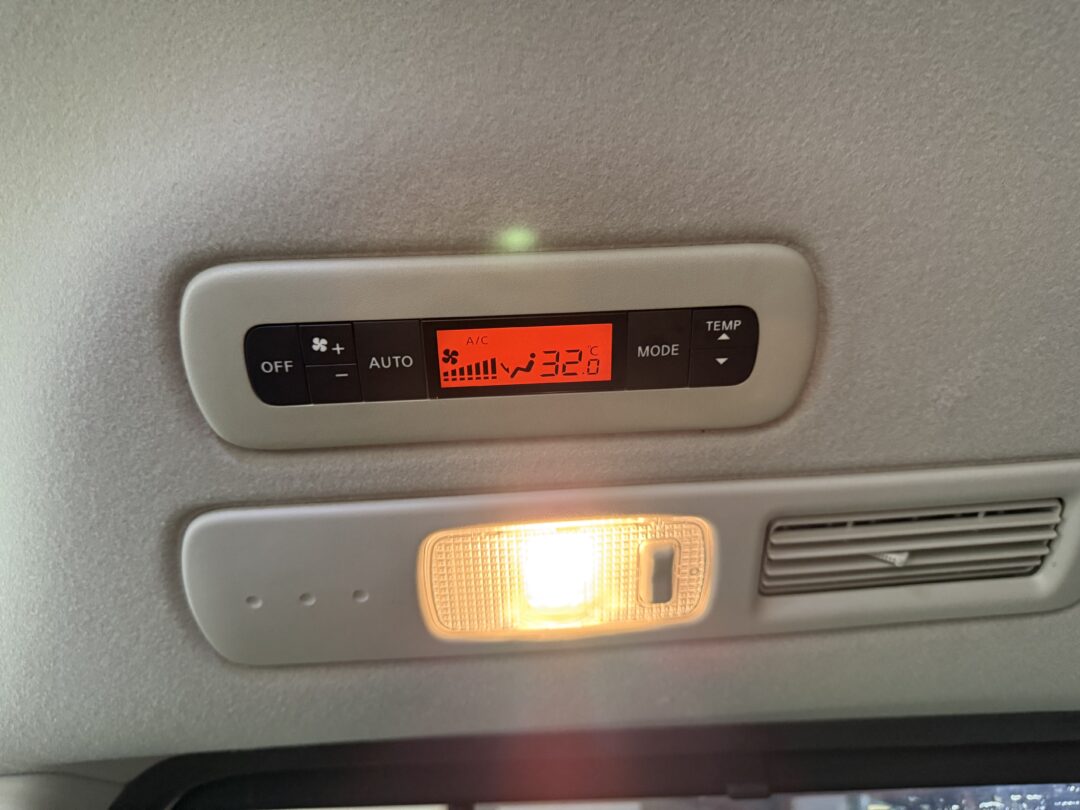 OFF
+
−
AUTO
A/C
32.0 °C
MODE
TEMP